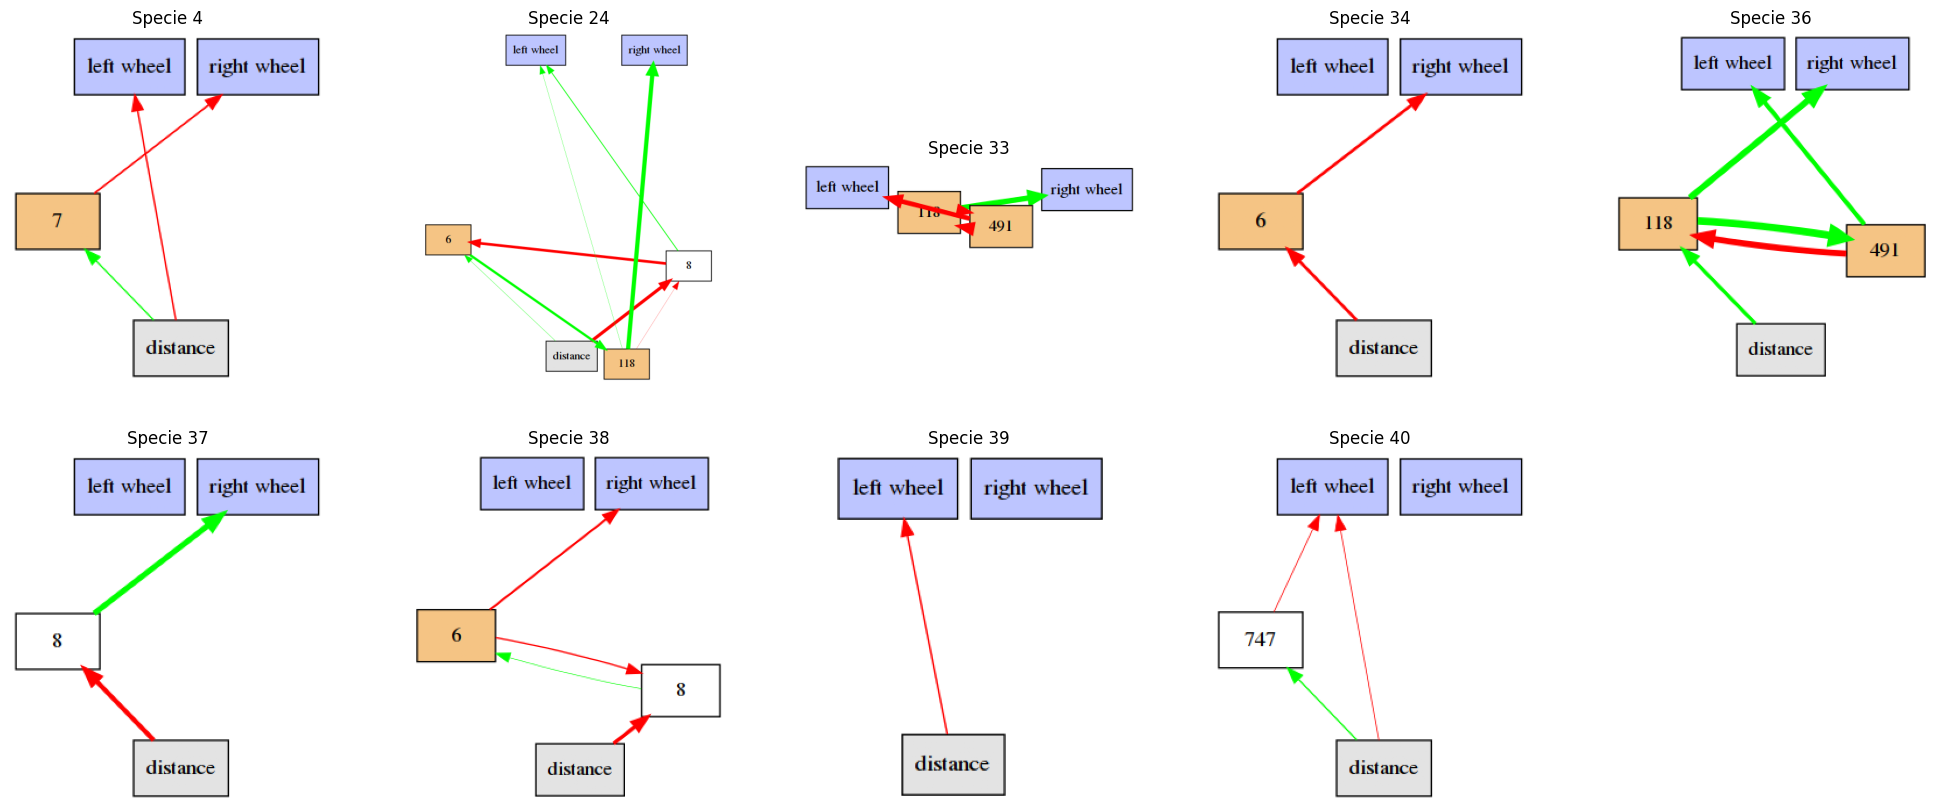 Specie 4
left wheel
right wheel
7
distance
Specie 24
left wheel
right wheel
6
8
distance
118
Specie 33
left wheel
118
491
right wheel
Specie 34
left wheel
right wheel
6
distance
Specie 36
left wheel
right wheel
118
491
distance
Specie 37
left wheel
right wheel
8
distance
Specie 38
left wheel
right wheel
6
8
distance
Specie 39
left wheel
right wheel
distance
Specie 40
left wheel
right wheel
747
distance